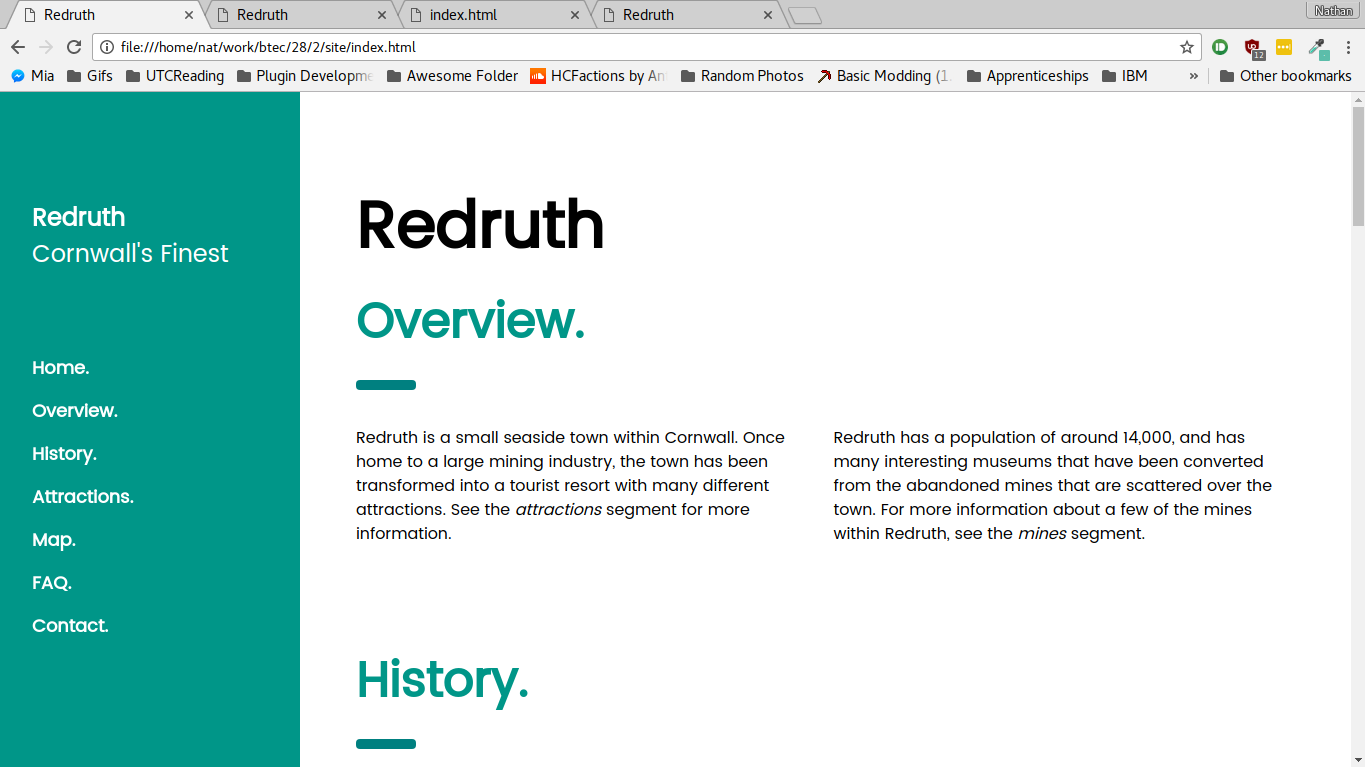 Redruth
Redruth
index.html
Redruth
Nathan
file:///home/nat/work/btec/28/2/site/index.html
12
Mia
Gifs
UTCReading
Plugin Developme
Awesome Folder
HCFactions by An
Random Photos
Basic Modding (1.
Apprenticeships
IBM
»
Other bookmarks
Redruth
Cornwall's Finest
Home.
Overview.
History.
Attractions.
Map.
FAQ.
Contact.
Redruth
Overview.
Redruth is a small seaside town within Cornwall. Once
home to a large mining industry, the town has been
transformed into a tourist resort with many different
attractions. See the attractions segment for more
information.
Redruth has a population of around 14,000, and has
many interesting museums that have been converted
from the abandoned mines that are scattered over the
town. For more information about a few of the mines
within Redruth, see the mines segment.
History.